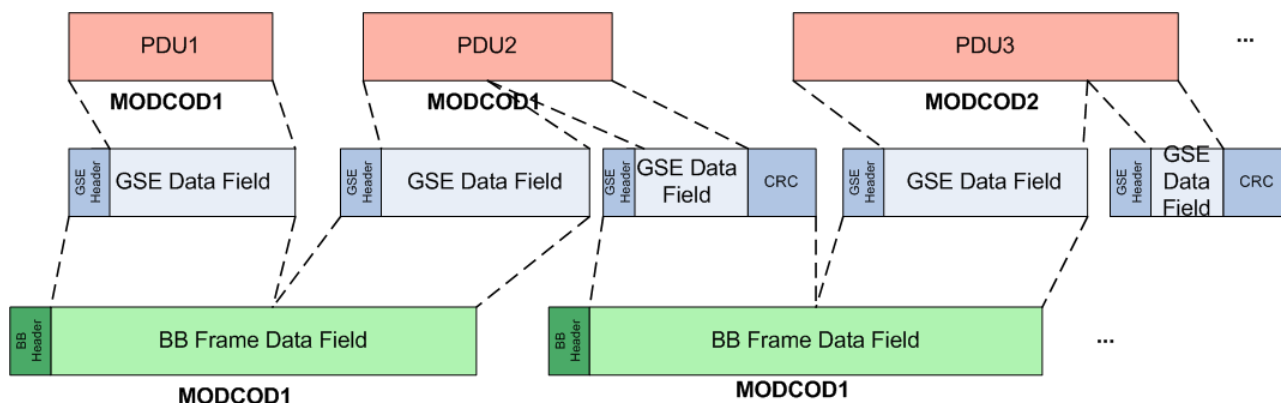 PDU1
PDU2
PDU3
...
MODCOD1
MODCOD1
MODCOD2
GSE
Header
GSE Data Field
GSE
Header
GSE Data Field
GSE
Header
GSE Data
Field
CRC
GSE
Header
GSE Data Field
GSE
Header
GSE
Data
Field
CRC
BB
Header
BB Frame Data Field
BB
Header
BB Frame Data Field
...
MODCOD1
MODCOD1